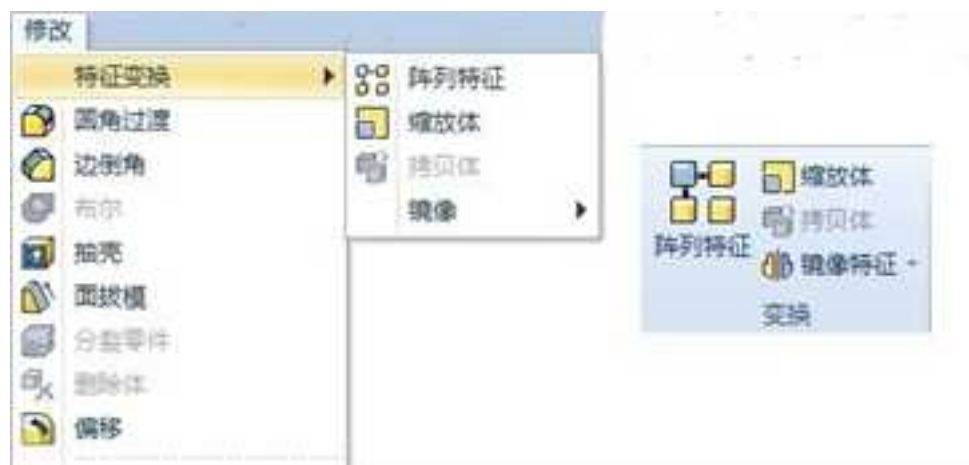 修改
特征变换
圆角过渡
边倒角
布尔
抽壳
面拔模
分裂零件
删除体
偏移
阵列特征
缩放体
拷贝体
镜像
阵列特征
缩放体
拷贝体
镜像特征
变换